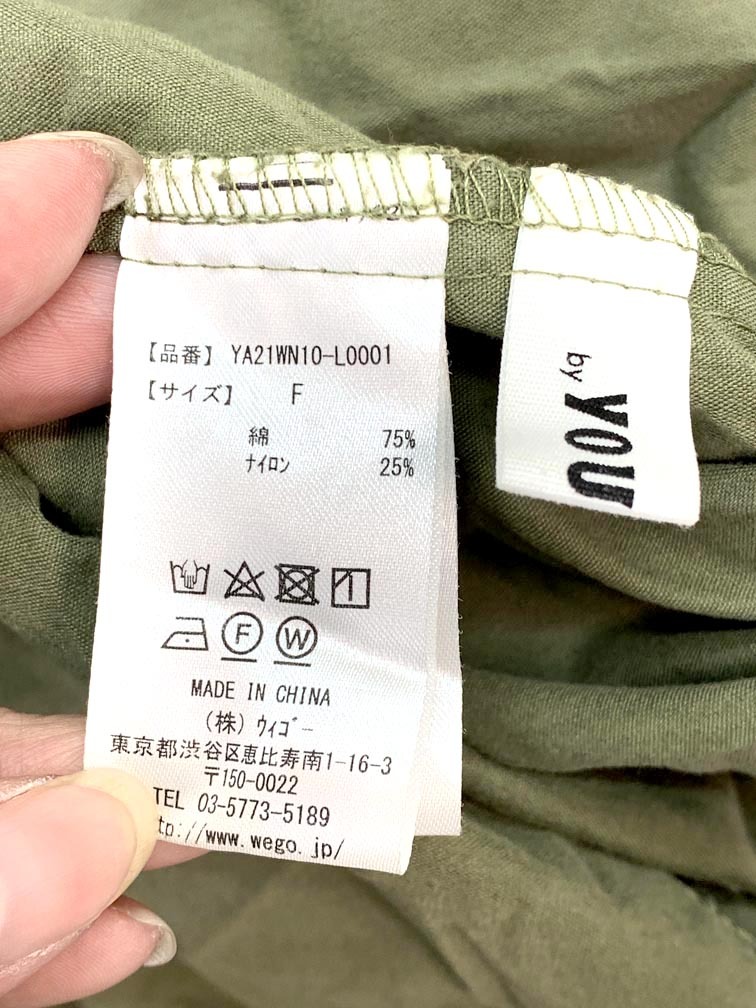 【品番】 YA21WN10-L0001
【サイズ】 F
綿 75%
ナイロン 25%
F W
MADE IN CHINA
(株) ウィゴー
東京都渋谷区恵比寿南1-16-3
〒150-0022
TEL 03-5773-5189
tp://www.wego.jp/
by YOU